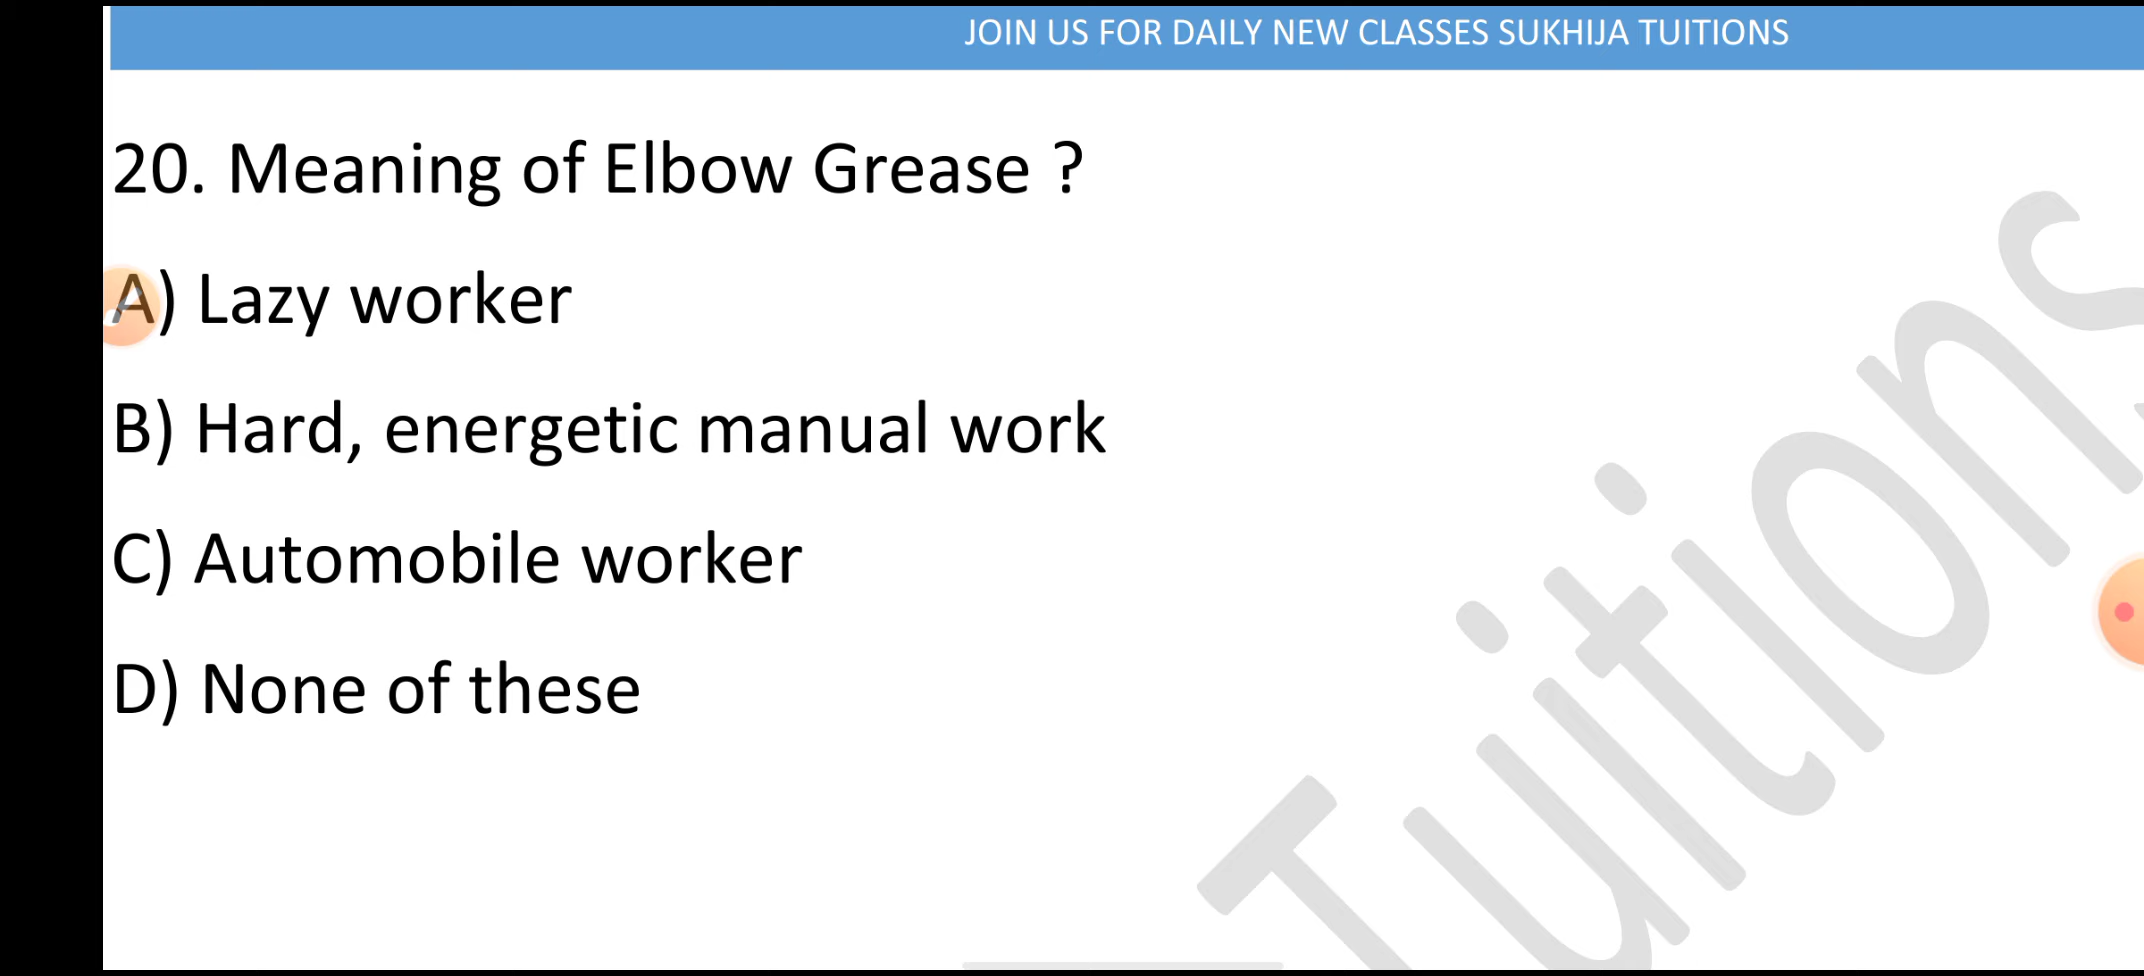 JOIN US FOR DAILY NEW CLASSES SUKHIJA TUITIONS
20. Meaning of Elbow Grease ?
A) Lazy worker
B) Hard, energetic manual work
C) Automobile worker
D) None of these
Tuitions